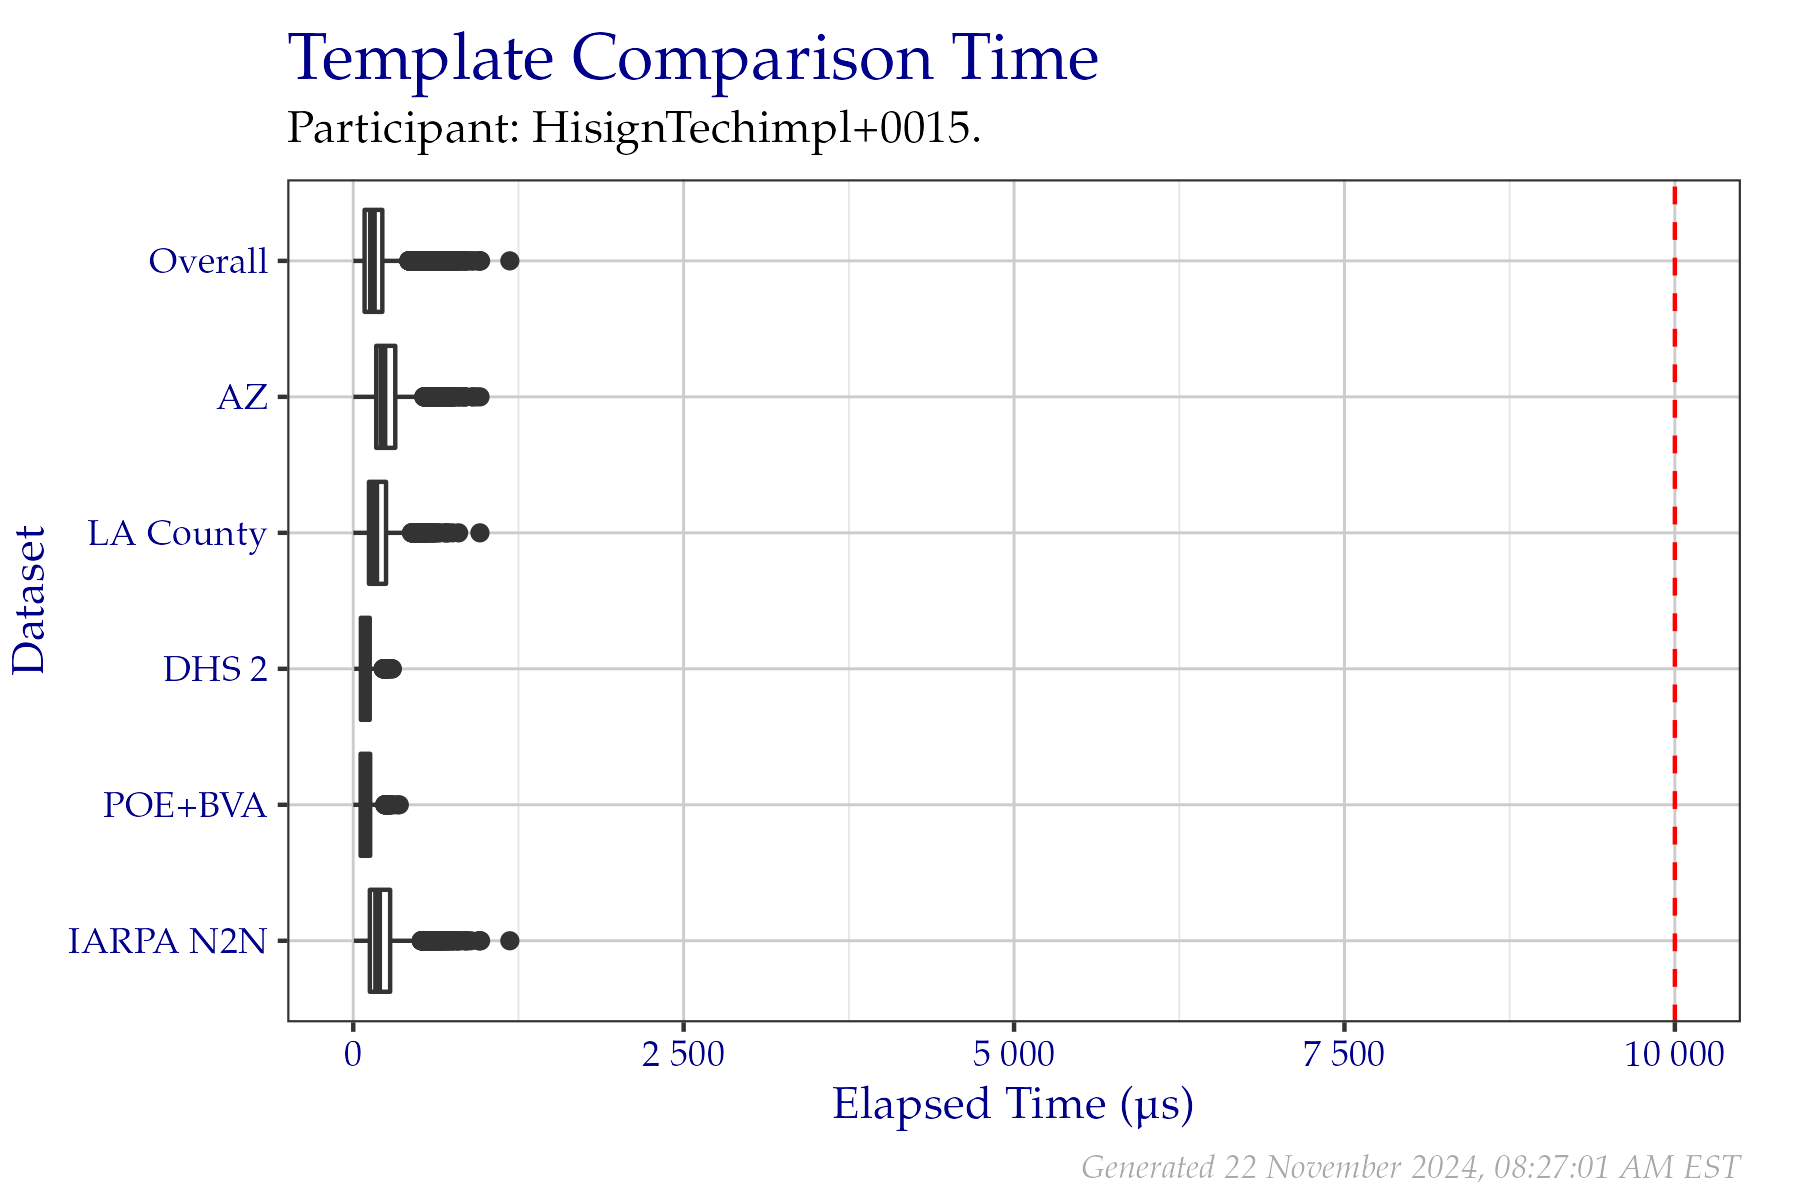 Template Comparison Time
Participant: HisignTechimpl+0015.
Overall
AZ
LA County
DHS 2
POE+BVA
IARPA N2N
Dataset
0 2 500 5 000 7 500 10 000
Elapsed Time (µs)
Generated 22 November 2024, 08:27:01 AM EST